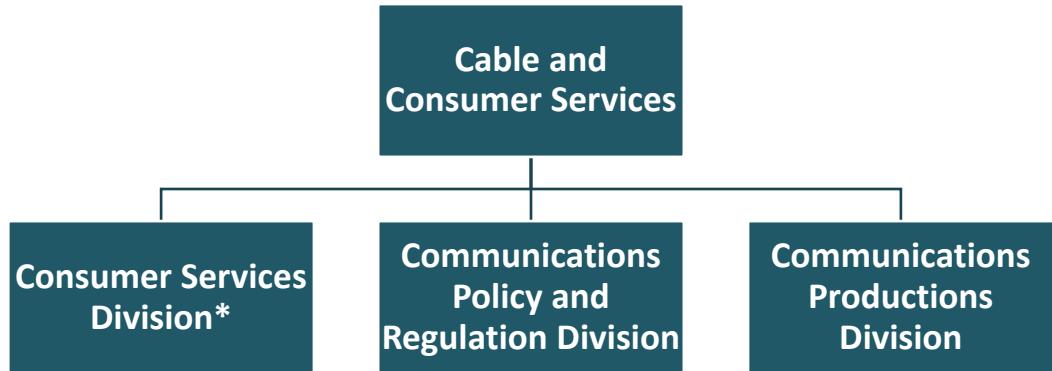 Cable and
Consumer Services
Consumer Services
Division*
Communications
Policy and
Regulation Division
Communications
Productions
Division